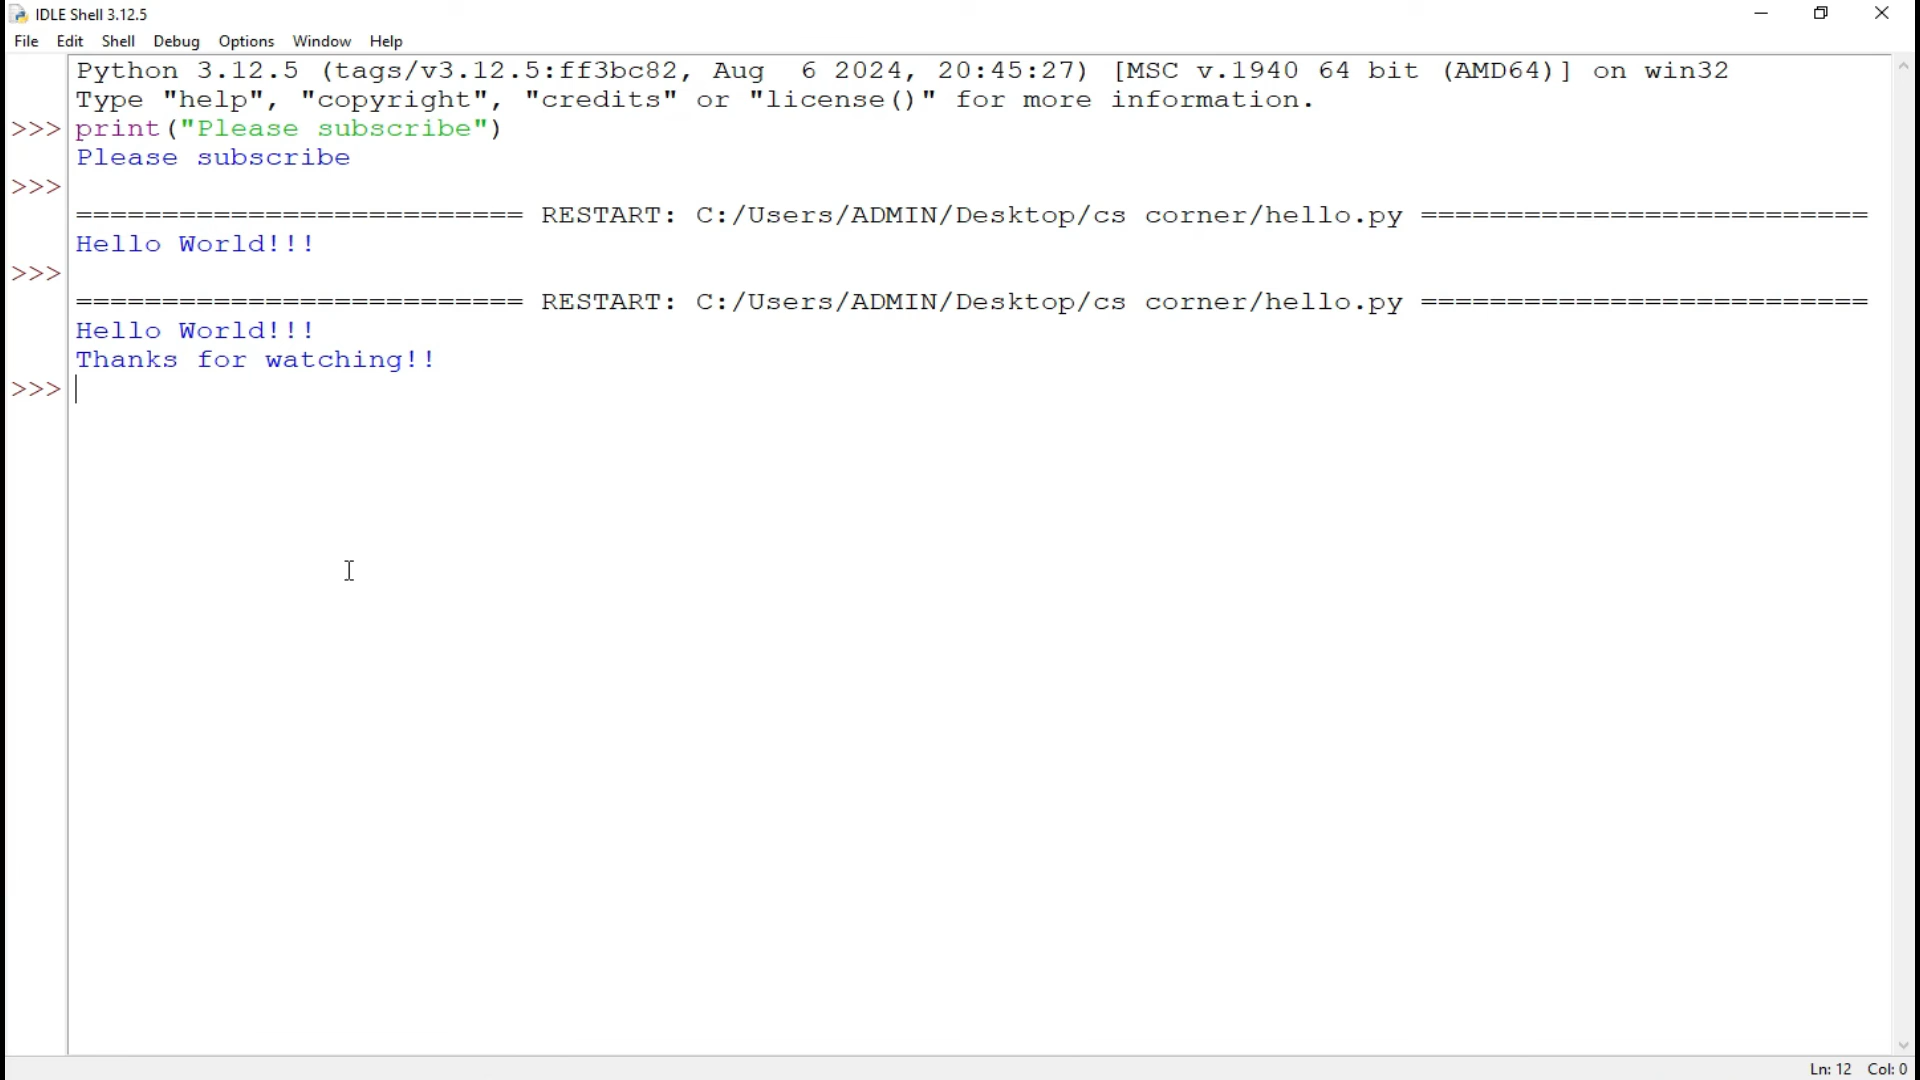 IDLE Shell 3.12.5
File Edit Shell Debug Options Window Help
Python 3.12.5 (tags/v3.12.5:ff3bc82, Aug  6 2024, 20:45:27) [MSC v.1940 64 bit (AMD64)] on win32
Type "help", "copyright", "credits" or "license()" for more information.
>>> print("Please subscribe")
Please subscribe
>>>
========================== RESTART: C:/Users/ADMIN/Desktop/cs corner/hello.py ==========================
Hello World!!!
>>>
========================== RESTART: C:/Users/ADMIN/Desktop/cs corner/hello.py ==========================
Hello World!!!
Thanks for watching!!
>>>
Ln: 12 Col: 0